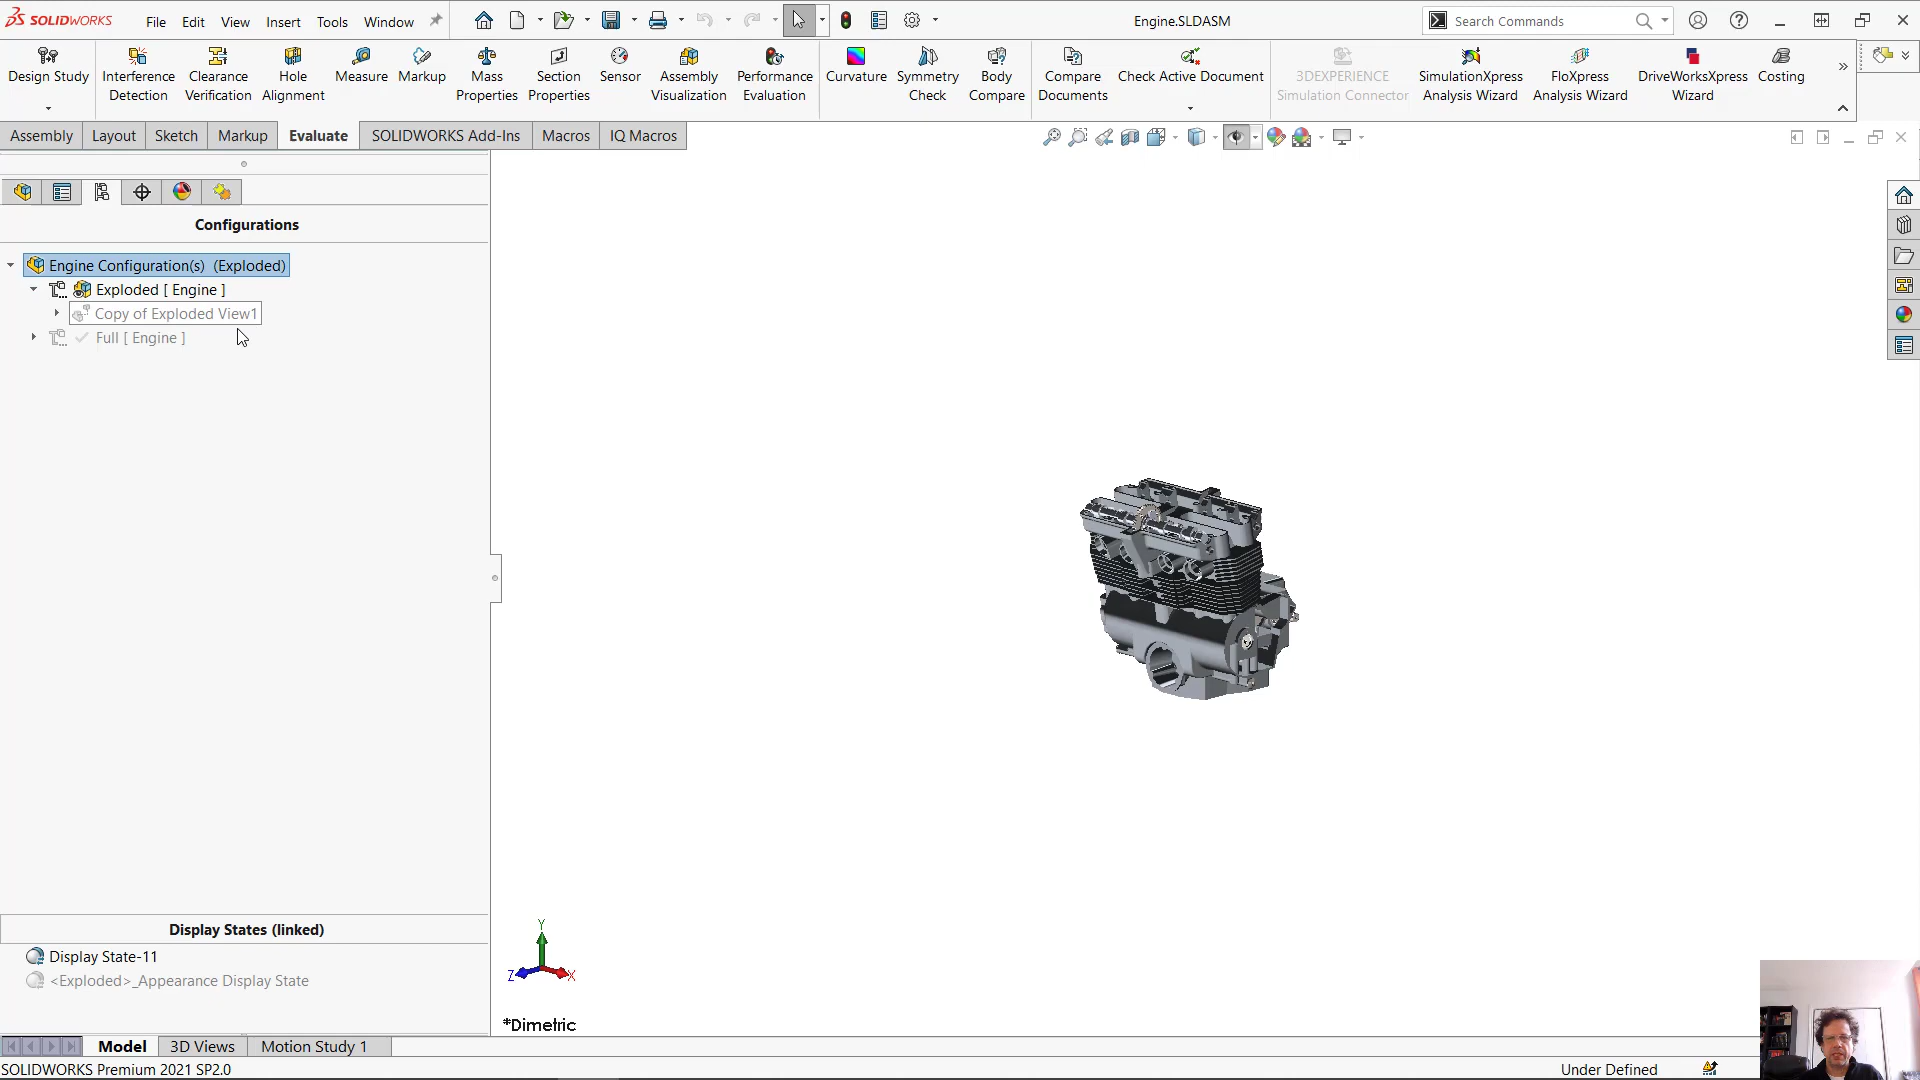 SOLIDWORKS File Edit View Insert Tools Window Engine.SLDASM Search Commands
Design Study
Interference Detection
Clearance Verification
Hole Alignment
Measure
Markup
Mass Properties
Section Properties
Sensor
Assembly Visualization
Performance Evaluation
Curvature
Symmetry Check
Body Compare
Compare Documents
Check Active Document
3DEXPERIENCE Simulation Connector
SimulationXpress Analysis Wizard
FloXpress Analysis Wizard
DriveWorksXpress Wizard
Costing
Assembly Layout Sketch Markup Evaluate SOLIDWORKS Add-Ins Macros IQ Macros
Configurations
Engine Configuration(s) (Exploded)
Exploded [ Engine ]
Copy of Exploded View1
Full [ Engine ]
Display States (linked)
Display State-11
<Exploded>_Appearance Display State
Y
Z X
*Dimetric
Model 3D Views Motion Study 1
SOLIDWORKS Premium 2021 SP2.0 Under Defined